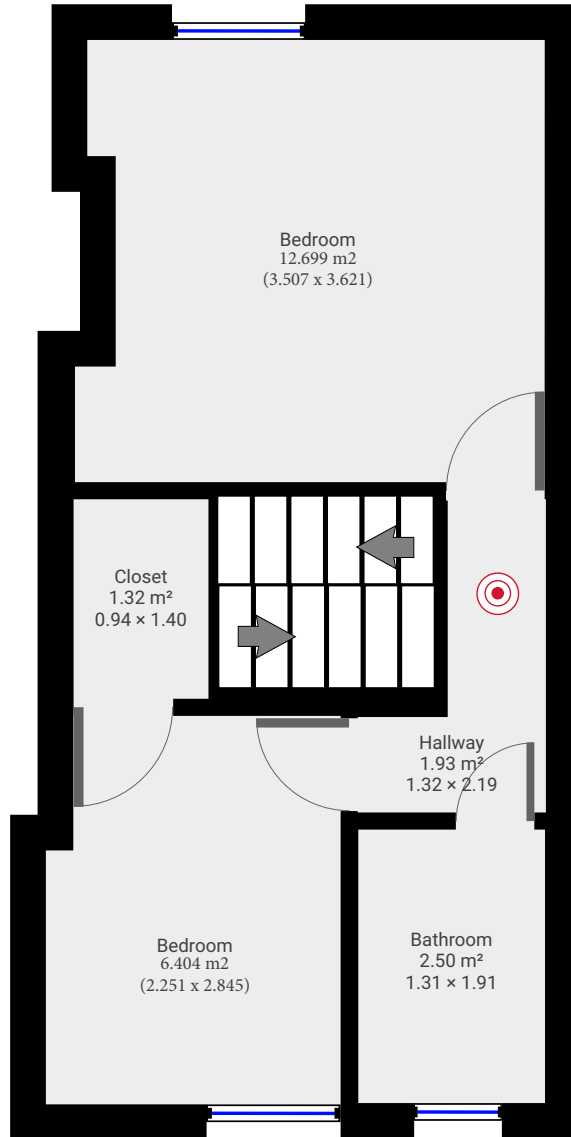 Bedroom
12.699 m2
(3.507 x 3.621)
Closet
1.32 m²
0.94 × 1.40
Hallway
1.93 m²
1.32 × 2.19
Bedroom
6.404 m2
(2.251 x 2.845)
Bathroom
2.50 m²
1.31 × 1.91